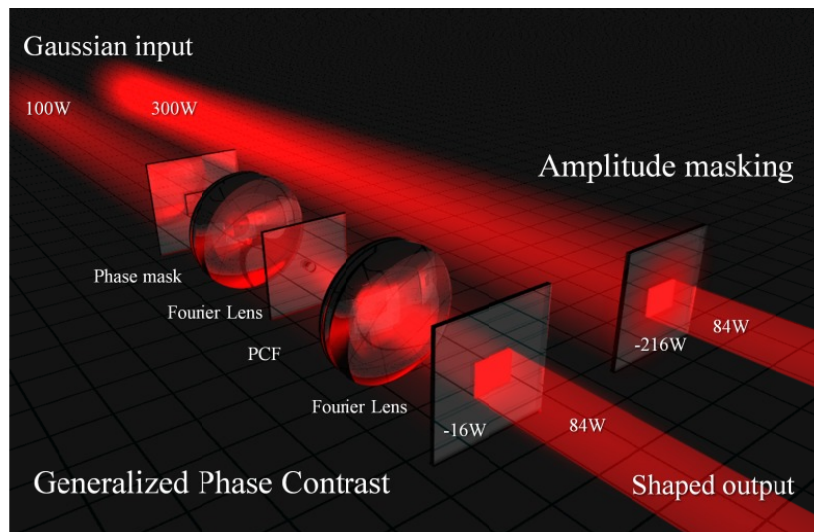 Gaussian input
100W
300W
Amplitude masking
Phase mask
Fourier Lens
PCF
Fourier Lens
-216W
84W
-16W
84W
Generalized Phase Contrast
Shaped output